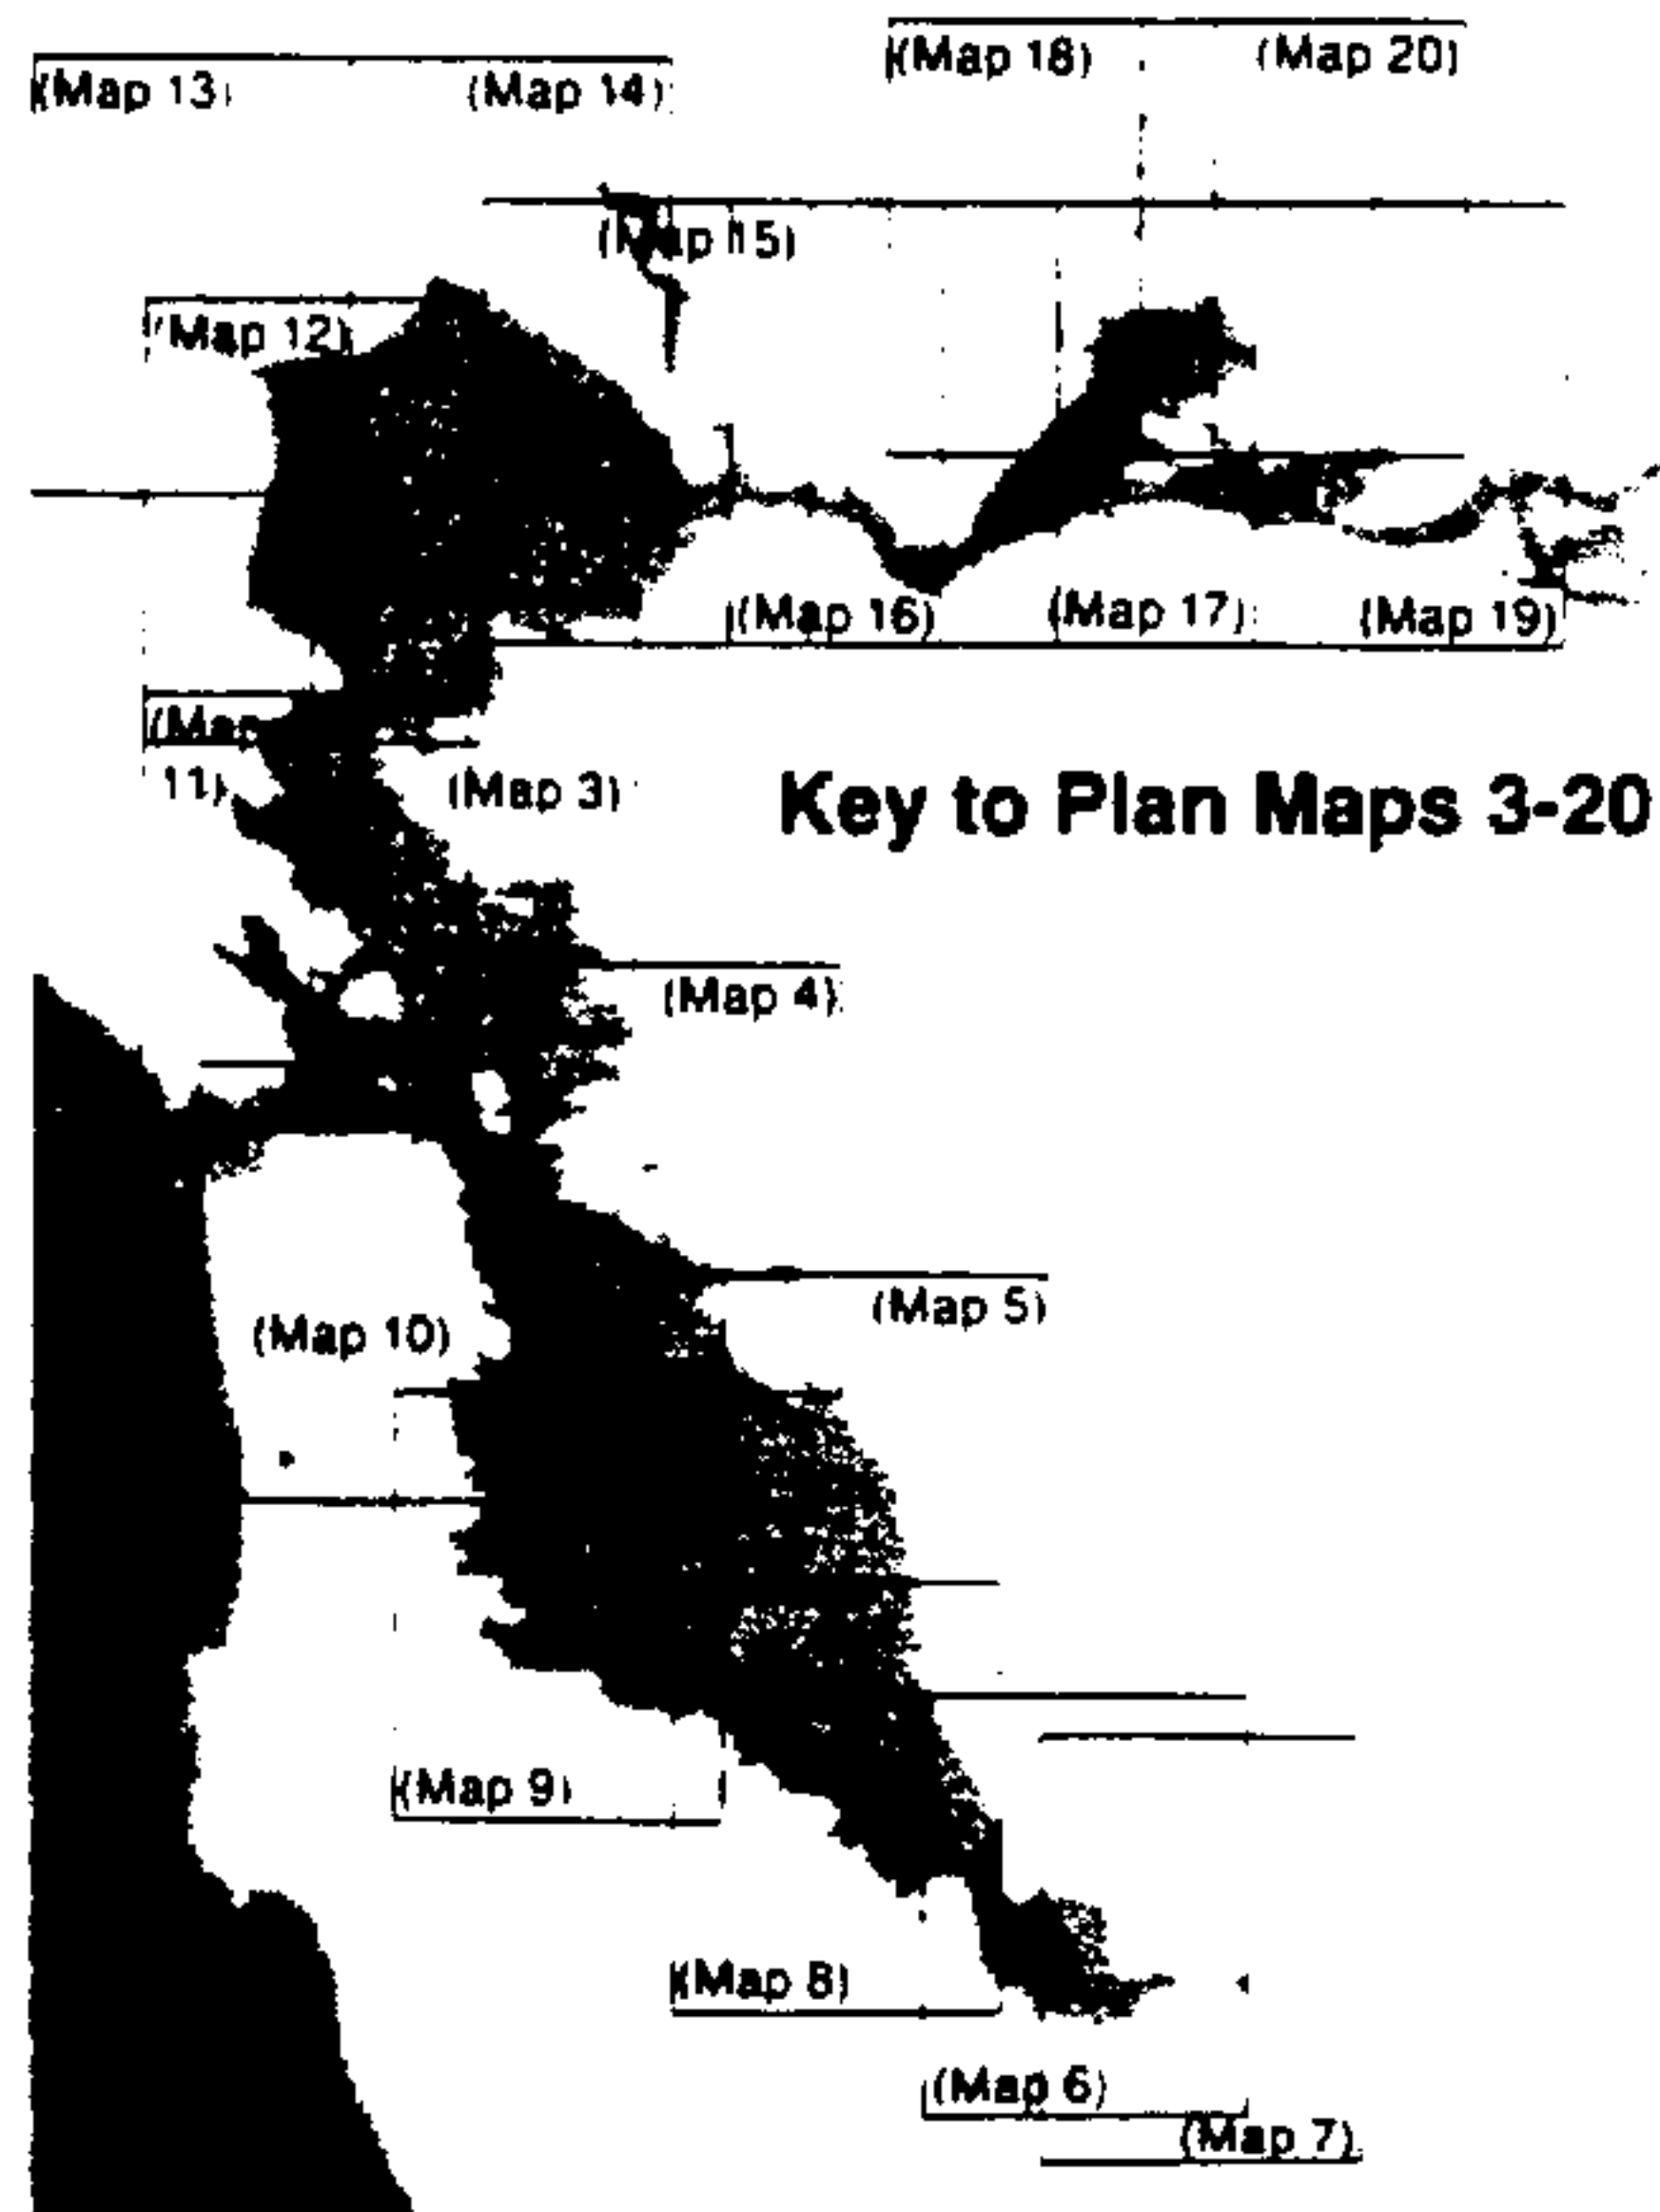 (Map 18) (Map 20)
(Map 13) (Map 14)
(Map 15)
(Map 12)
(Map 16) (Map 17) (Map 19)
(Map
11)
(Map 3)
Key to Plan Maps 3-20
(Map 4)
(Map 5)
(Map 10)
(Map 9)
(Map 8)
(Map 6)
(Map 7)